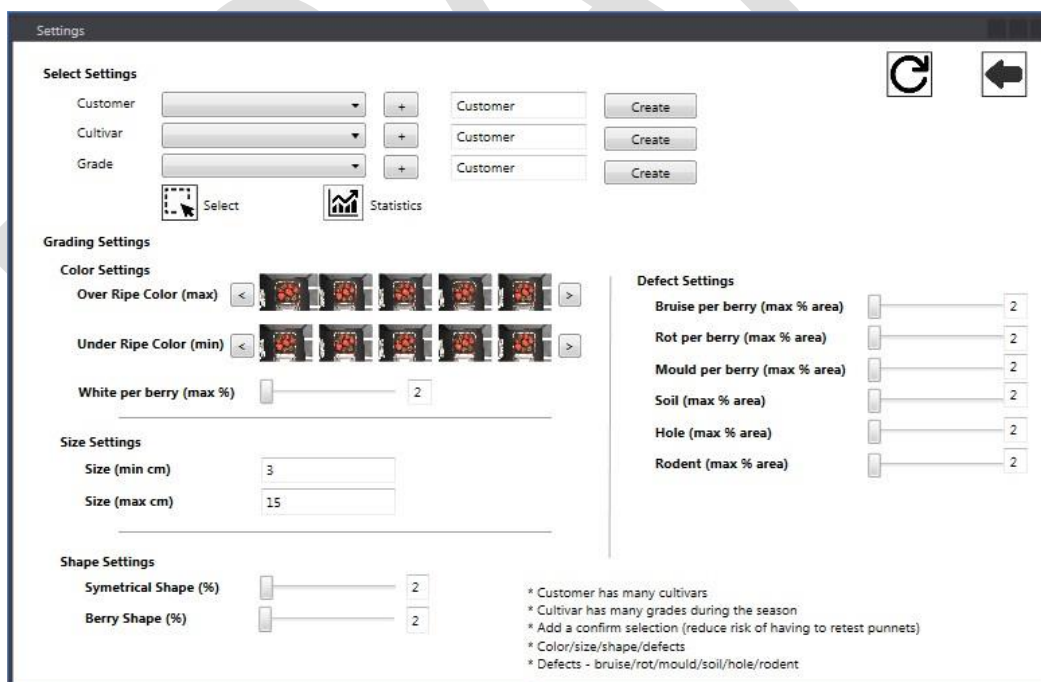 Settings
Select Settings
Customer + Customer Create
Cultivar + Customer Create
Grade + Customer Create
Select Statistics
Grading Settings
Color Settings
Over Ripe Color (max) < >
Under Ripe Color (min) < >
White per berry (max %) 2
Size Settings
Size (min cm) 3
Size (max cm) 15
Shape Settings
Symetrical Shape (%) 2
Berry Shape (%) 2
Defect Settings
Bruise per berry (max % area) 2
Rot per berry (max % area) 2
Mould per berry (max % area) 2
Soil (max % area) 2
Hole (max % area) 2
Rodent (max % area) 2
* Customer has many cultivars
* Cultivar has many grades during the season
* Add a confirm selection (reduce risk of having to retest punnets)
* Color/size/shape/defects
* Defects - bruise/rot/mould/soil/hole/rodent